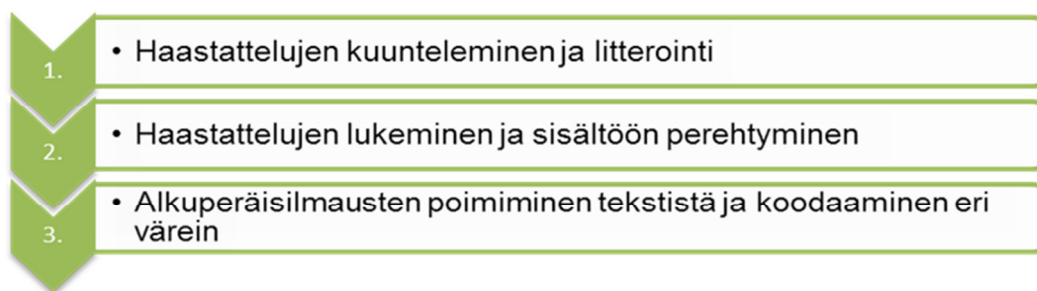 1.
• Haastattelujen kuunteleminen ja litterointi
2.
• Haastattelujen lukeminen ja sisältöön perehtyminen
3.
• Alkuperäisilmausten poimiminen tekstistä ja koodaaminen eri
värein